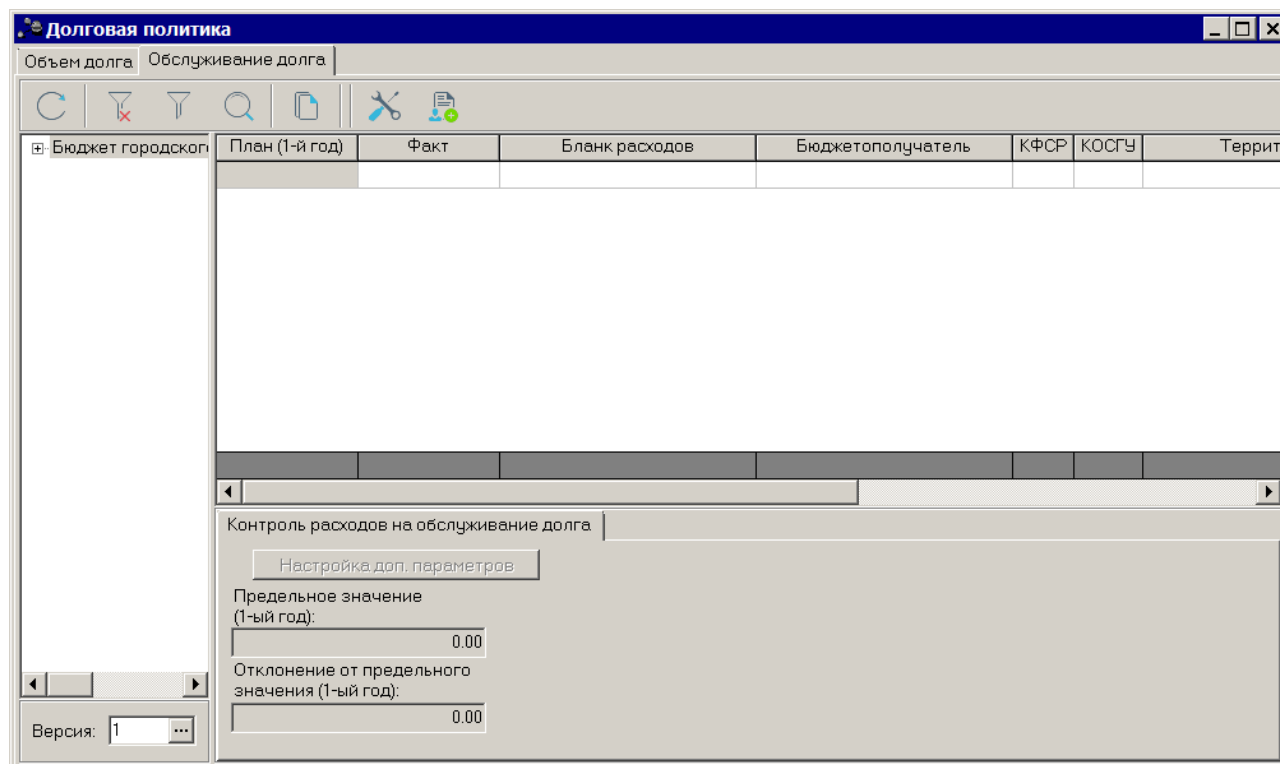 Долговая политика
Объем долга Обслуживание долга
Бюджет городског
План (1-й год) Факт Бланк расходов Бюджетополучатель КФСР КОСГУ Террит
Контроль расходов на обслуживание долга
Настройка доп. параметров
Предельное значение
(1-ый год):
0.00
Отклонение от предельного
значения (1-ый год):
0.00
Версия: 1 ...